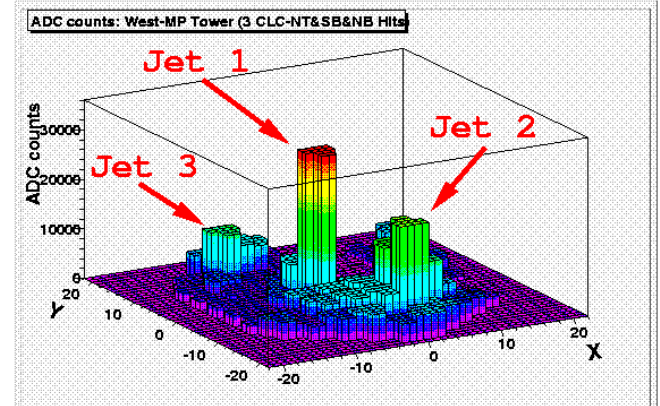 ADC counts: West-MP Tower (3 CLC-NT&SB&NB Hits)
Jet 1
Jet 2
Jet 3
ADC counts
30000
20000
10000
0
20
10
0
-10
-20
Y
-20
-10
0
10
20
X